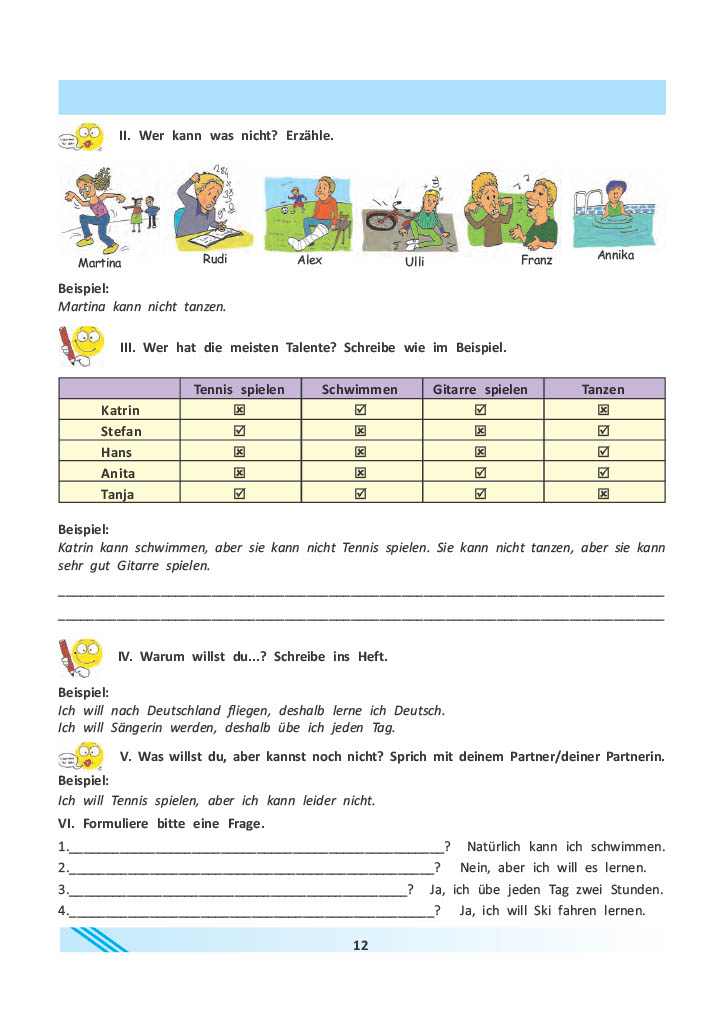 II. Wer kann was nicht? Erzähle.
Martina Rudi Alex Ulli Franz Annika
Beispiel:
Martina kann nicht tanzen.
III. Wer hat die meisten Talente? Schreibe wie im Beispiel.
Tennis spielen Schwimmen Gitarre spielen Tanzen
Katrin ☒ ☑ ☑ ☒
Stefan ☑ ☒ ☒ ☑
Hans ☒ ☒ ☒ ☑
Anita ☒ ☒ ☑ ☑
Tanja ☑ ☑ ☑ ☒
Beispiel:
Katrin kann schwimmen, aber sie kann nicht Tennis spielen. Sie kann nicht tanzen, aber sie kann
sehr gut Gitarre spielen.
IV. Warum willst du...? Schreibe ins Heft.
Beispiel:
Ich will nach Deutschland fliegen, deshalb lerne ich Deutsch.
Ich will Sängerin werden, deshalb übe ich jeden Tag.
V. Was willst du, aber kannst noch nicht? Sprich mit deinem Partner/deiner Partnerin.
Beispiel:
Ich will Tennis spielen, aber ich kann leider nicht.
VI. Formuliere bitte eine Frage.
1.______________________________? Natürlich kann ich schwimmen.
2.______________________________? Nein, aber ich will es lernen.
3.______________________________? Ja, ich übe jeden Tag zwei Stunden.
4.______________________________? Ja, ich will Ski fahren lernen.
12